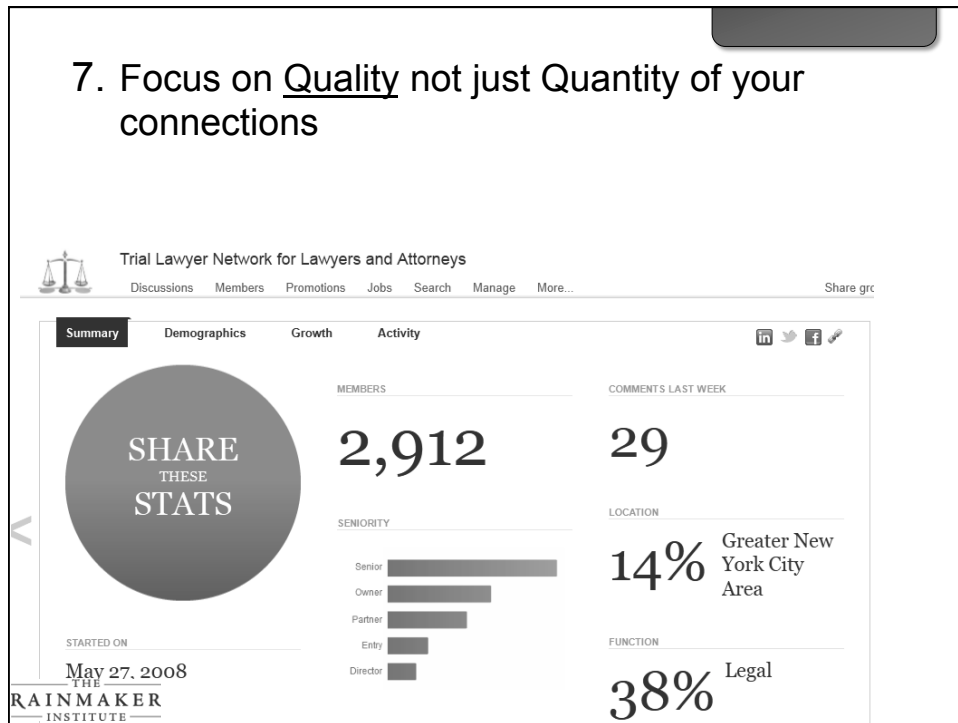 7. Focus on Quality not just Quantity of your
connections
Trial Lawyer Network for Lawyers and Attorneys
Discussions Members Promotions Jobs Search Manage More... Share gro
Summary Demographics Growth Activity
in f
SHARE
THESE
STATS
MEMBERS
2,912
COMMENTS LAST WEEK
29
SENIORITY
Senior
Owner
Partner
Entry
Director
LOCATION
14% Greater New
York City
Area
STARTED ON
May 27, 2008
FUNCTION
38% Legal
THE
RAINMAKER
INSTITUTE